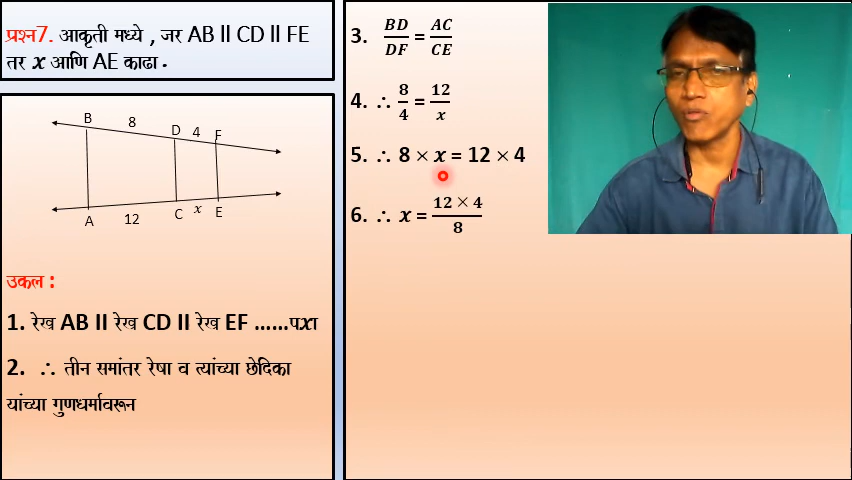 प्रश्न7. आकृती मध्ये , जर AB ll CD ll FE
तर x आणि AE काढा .
B
8
D
4
F
A
12
C
x
E
उकल :
1. रेख AB ll रेख CD ll रेख EF ......पxा
2. ∴ तीन समांतर रेषा व त्यांच्या छेदिका
यांच्या गुणधर्मावरून
3. BD/DF = AC/CE
4. ∴ 8/4 = 12/x
5. ∴ 8 × x = 12 × 4
6. ∴ x = 12 × 4/8